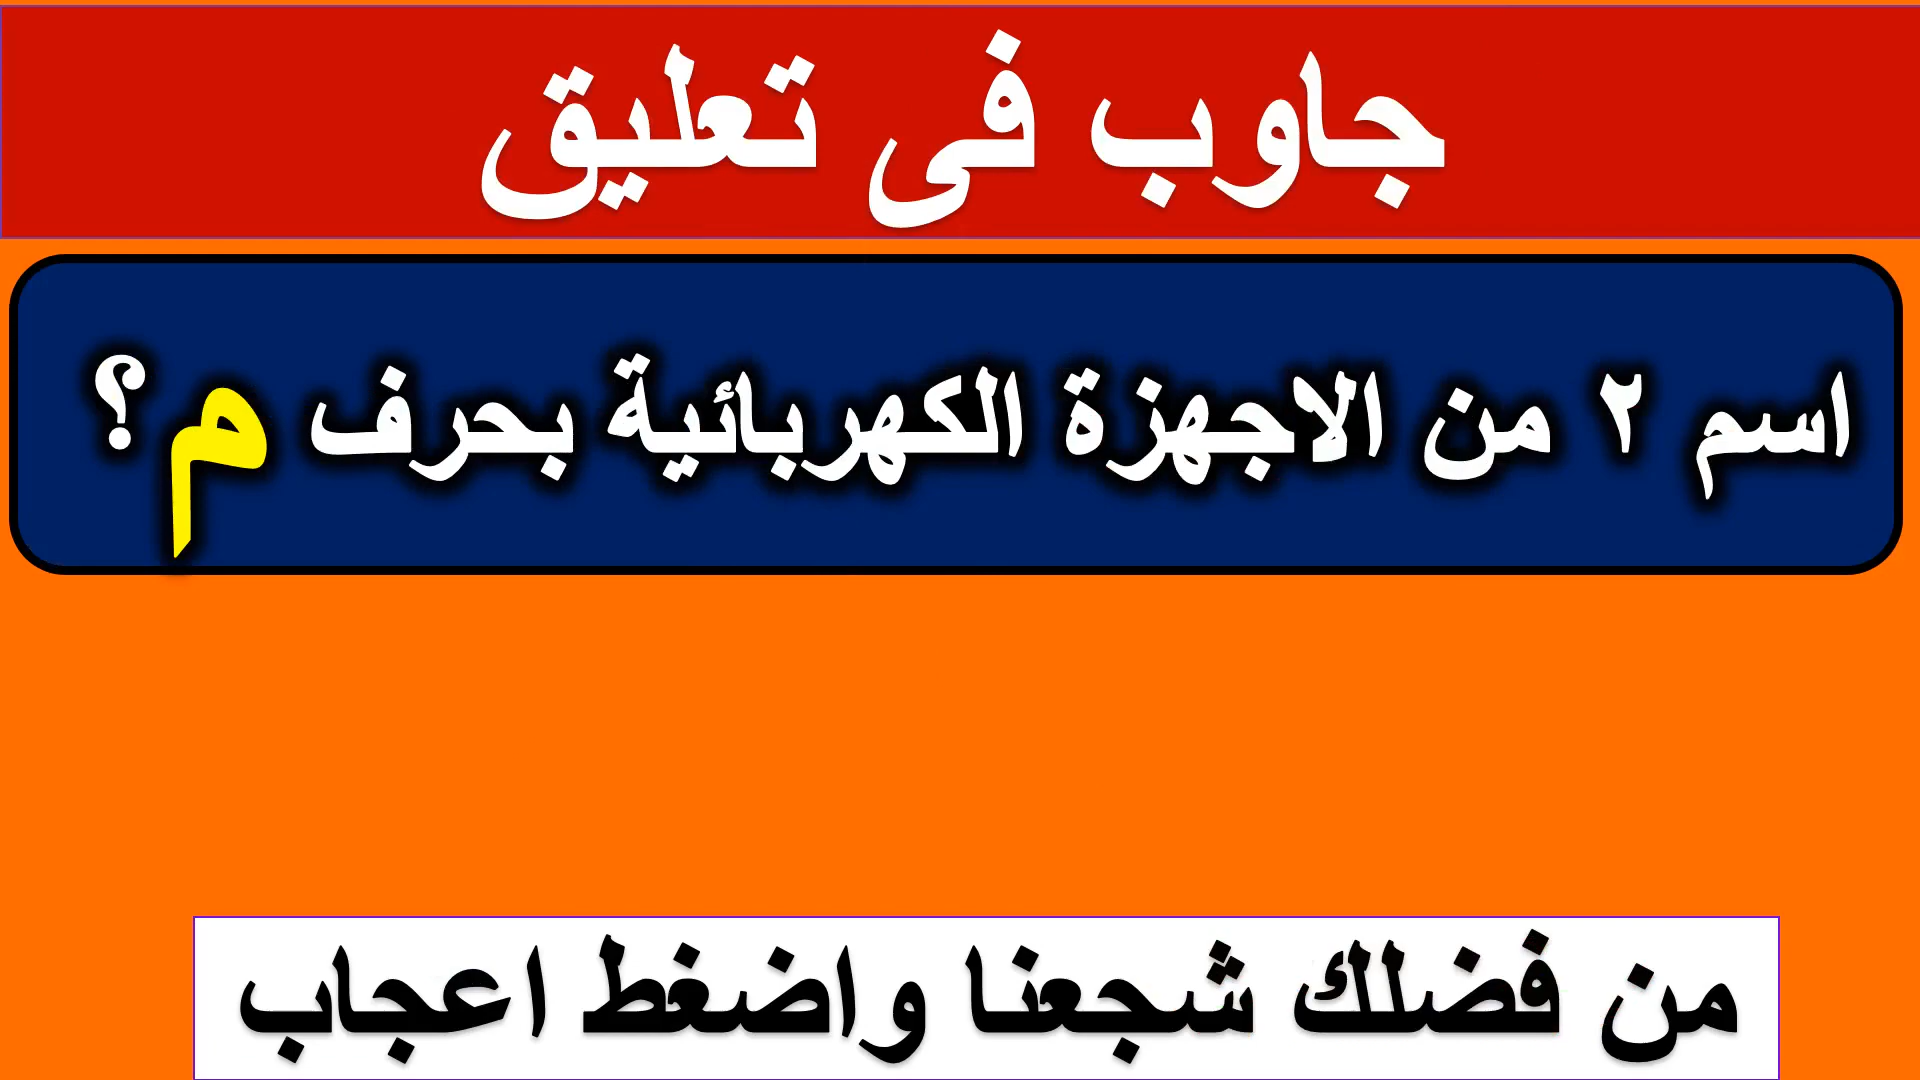 جاوب فى تعليق
اسم ٢ من الاجهزة الكهربائية بحرف م؟
من فضلك شجعنا واضغط اعجاب